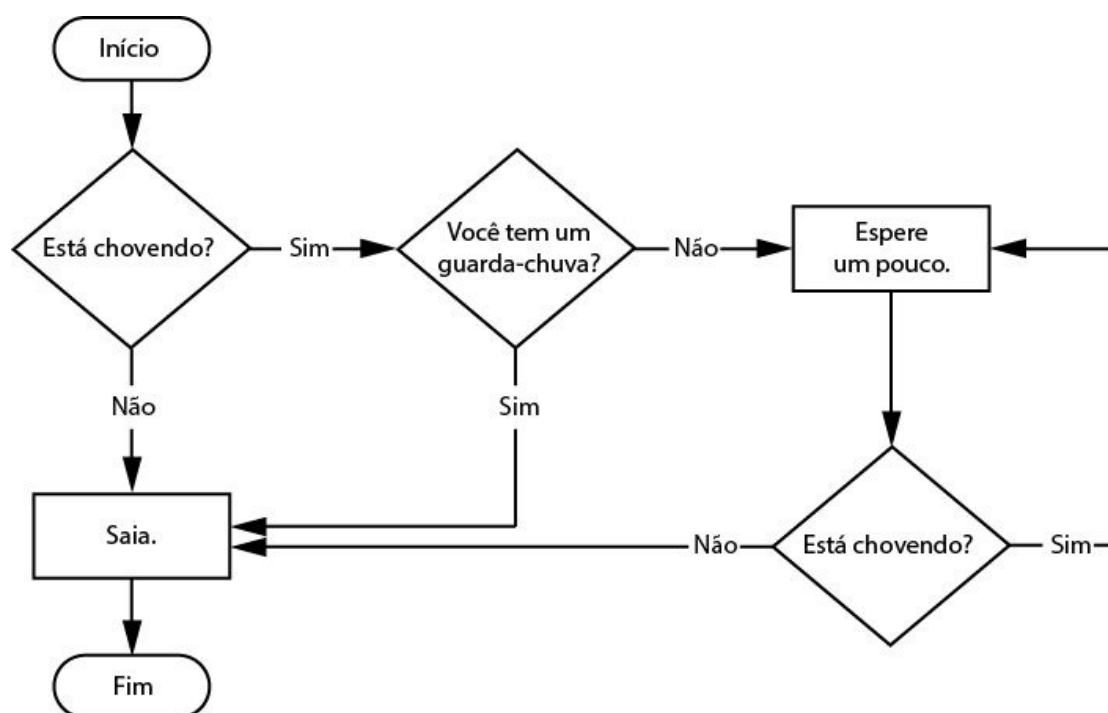 Início
Está chovendo?
Sim
Você tem um
guarda-chuva?
Não
Espere
um pouco.
Não
Sim
Saia.
Não
Está chovendo?
Sim
Fim